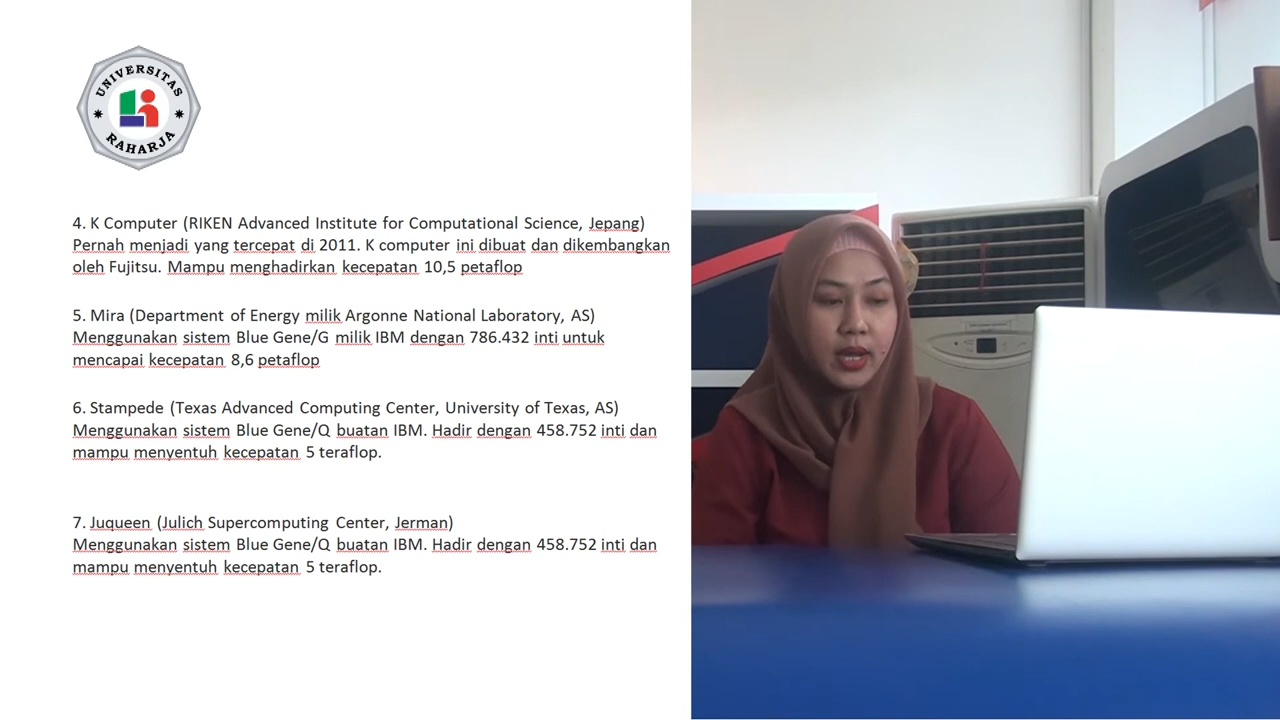 UNIVERSITAS
RAHARJA
4. K Computer (RIKEN Advanced Institute for Computational Science, Jepang)
Pernah menjadi yang tercepat di 2011. K computer ini dibuat dan dikembangkan
oleh Fujitsu. Mampu menghadirkan kecepatan 10,5 petaflop
5. Mira (Department of Energy milik Argonne National Laboratory, AS)
Menggunakan sistem Blue Gene/G milik IBM dengan 786.432 inti untuk
mencapai kecepatan 8,6 petaflop
6. Stampede (Texas Advanced Computing Center, University of Texas, AS)
Menggunakan sistem Blue Gene/Q buatan IBM. Hadir dengan 458.752 inti dan
mampu menyentuh kecepatan 5 teraflop.
7. Juqueen (Julich Supercomputing Center, Jerman)
Menggunakan sistem Blue Gene/Q buatan IBM. Hadir dengan 458.752 inti dan
mampu menyentuh kecepatan 5 teraflop.